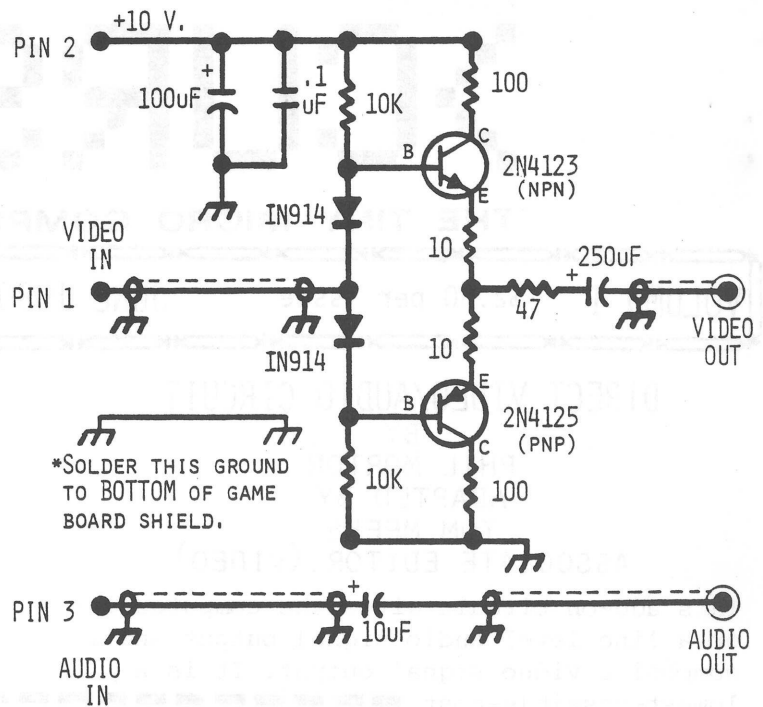 +10 V.
PIN 2
+
100uF
.1
uF
10K
100
B
C
E
2N4123
(NPN)
IN914
10
VIDEO
IN
PIN 1
+
250uF
47
VIDEO
OUT
IN914
10
B
E
C
2N4125
(PNP)
*SOLDER THIS GROUND
TO BOTTOM OF GAME
BOARD SHIELD.
10K
100
PIN 3
+
10uF
AUDIO
IN
AUDIO
OUT